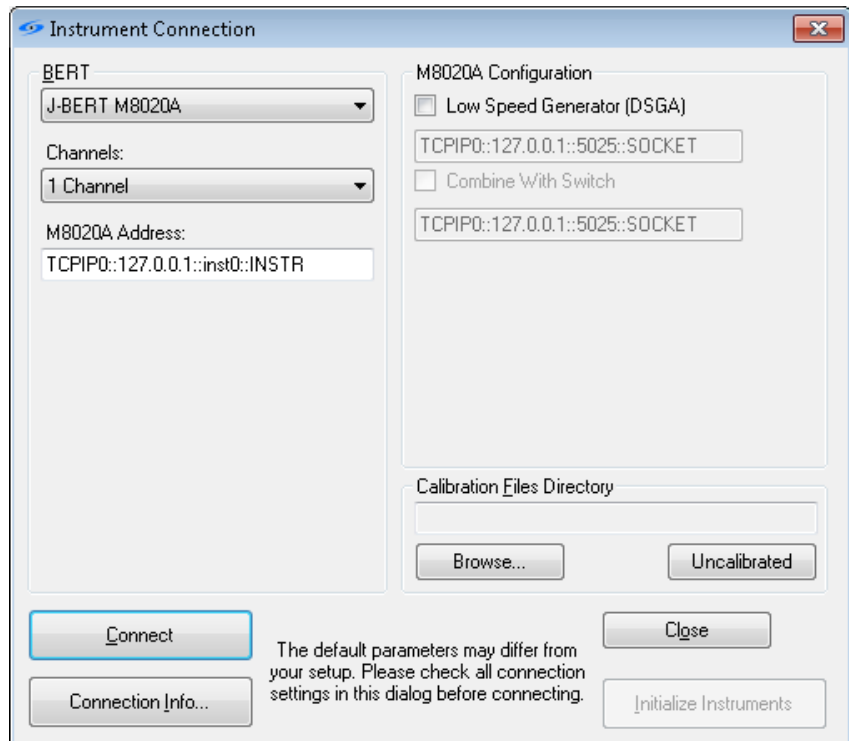 Instrument Connection
BERT
J-BERT M8020A
Channels:
1 Channel
M8020A Address:
TCPIP0::127.0.0.1::inst0::INSTR
M8020A Configuration
Low Speed Generator (DSGA)
TCPIP0::127.0.0.1::5025::SOCKET
Combine With Switch
TCPIP0::127.0.0.1::5025::SOCKET
Calibration Files Directory
Browse...
Uncalibrated
Connect
Connection Info...
The default parameters may differ from
your setup. Please check all connection
settings in this dialog before connecting.
Close
Initialize Instruments